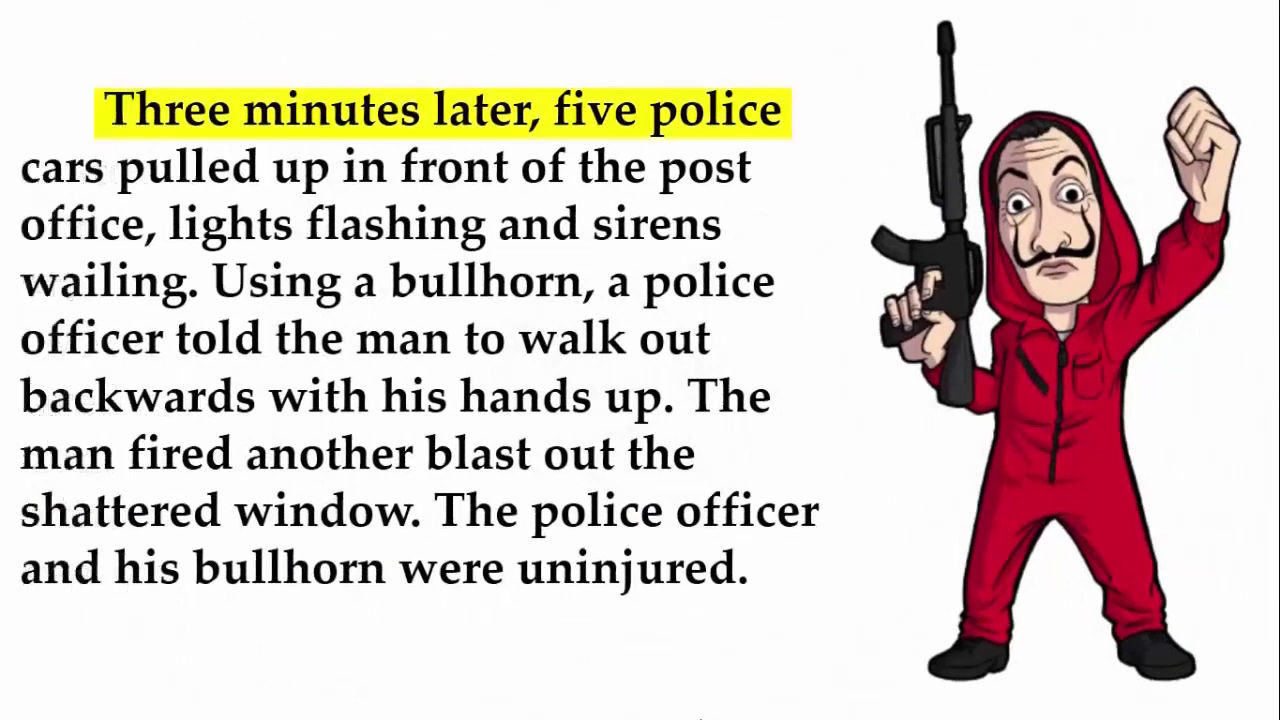 Three minutes later, five police
cars pulled up in front of the post
office, lights flashing and sirens
wailing. Using a bullhorn, a police
officer told the man to walk out
backwards with his hands up. The
man fired another blast out the
shattered window. The police officer
and his bullhorn were uninjured.